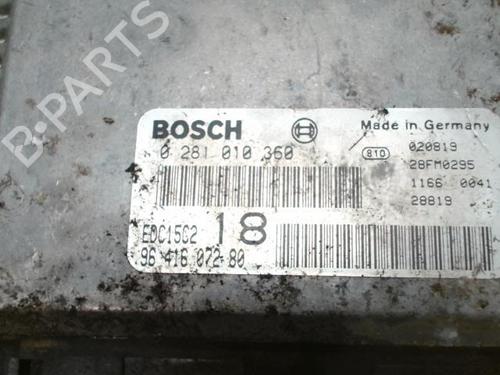 B-PARTS
BOSCH
Made in Germany
0 281 010 360
810
020819
28FM0295
1166 0041
28819
EDC15C2
18
96 416 072 80